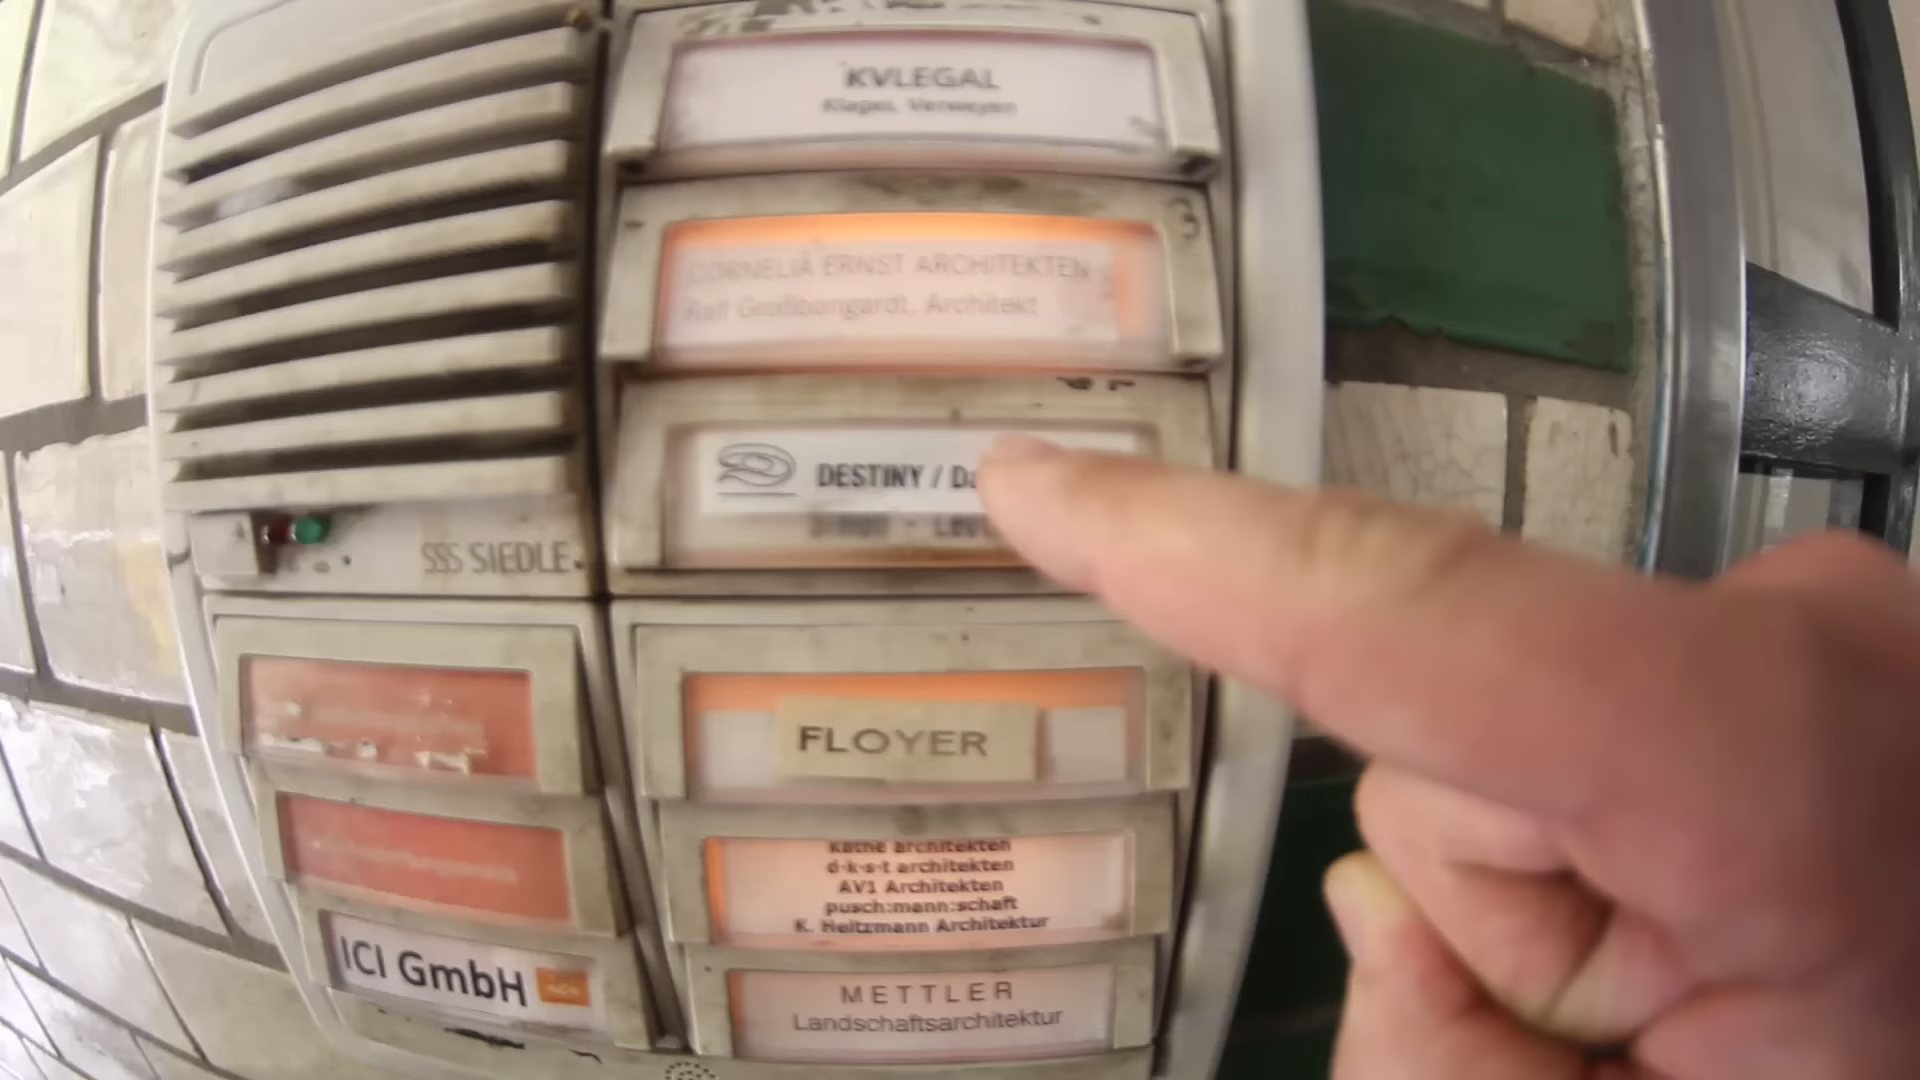 KVLEGAL
Klages, Verweyen
CORNELIA ERNST ARCHITEKTEN
Ralf Großbongardt, Architekt
DESTINY /
SSS SIEDLE
FLOYER
Käthe architekten
d-k-s-t architekten
AV1 Architekten
pusch:mann:schaft
K. Heitzmann Architektur
ICI GmbH
METTLER
Landschaftsarchitektur